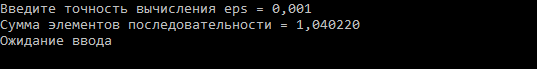 Введите точность вычисления eps = 0,001
Сумма элементов последовательности = 1,040220
Ожидание ввода